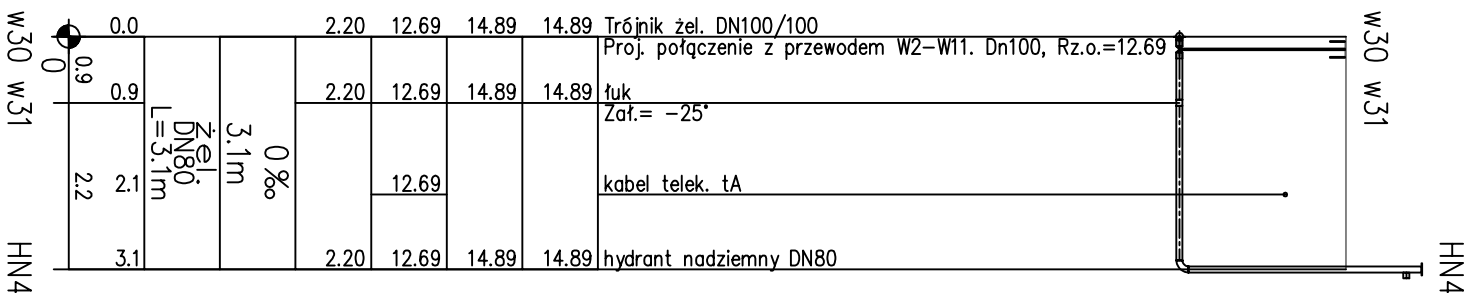 w30
0.0
2.20
12.69
14.89
14.89
Trójnik żel. DN100/100
w30
Proj. połączenie z przewodem W2-W11. Dn100, Rz.o.=12.69
0
0.9
w31
0.9
2.20
12.69
14.89
14.89
łuk
w31
Zał.= -25°
żel.
DN80
L=3.1m
0‰
3.1m
2.2
2.1
12.69
kabel telek. tA
HN4
3.1
2.20
12.69
14.89
14.89
hydrant nadziemny DN80
HN4